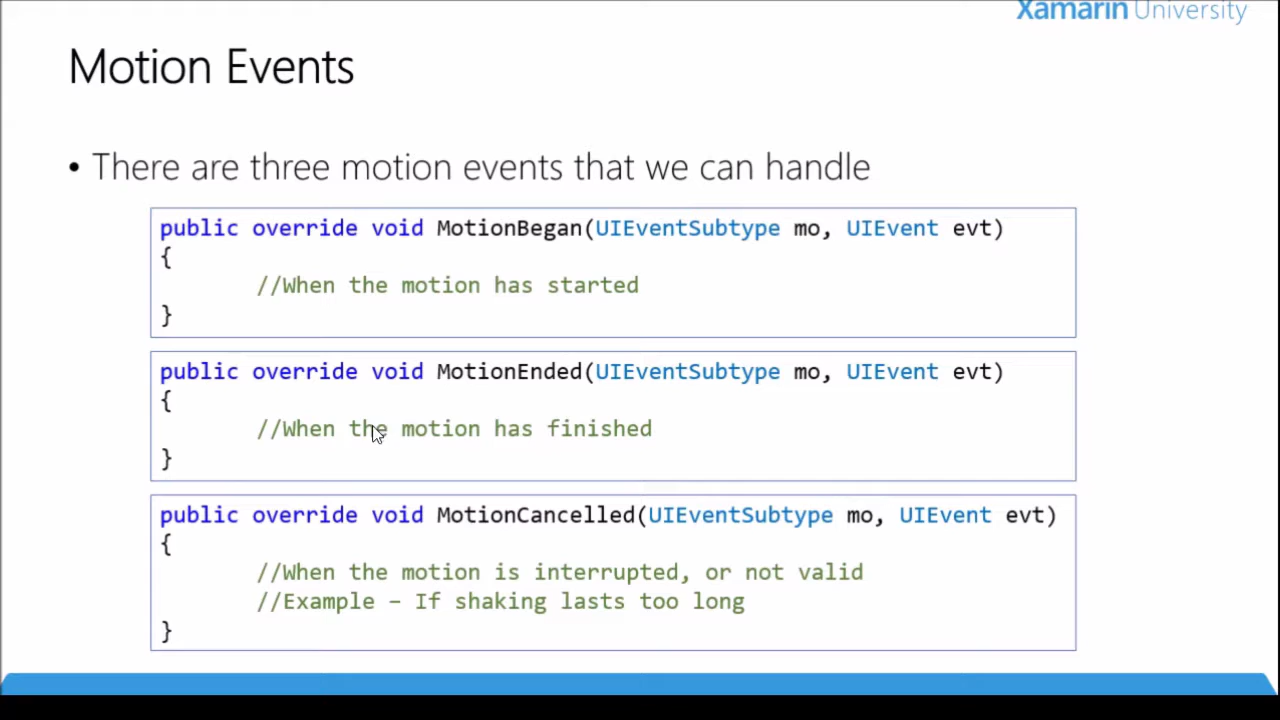 Xamarin University
Motion Events
• There are three motion events that we can handle
public override void MotionBegan(UIEventSubtype mo, UIEvent evt)
{
//When the motion has started
}
public override void MotionEnded(UIEventSubtype mo, UIEvent evt)
{
//When the motion has finished
}
public override void MotionCancelled(UIEventSubtype mo, UIEvent evt)
{
//When the motion is interrupted, or not valid
//Example – If shaking lasts too long
}